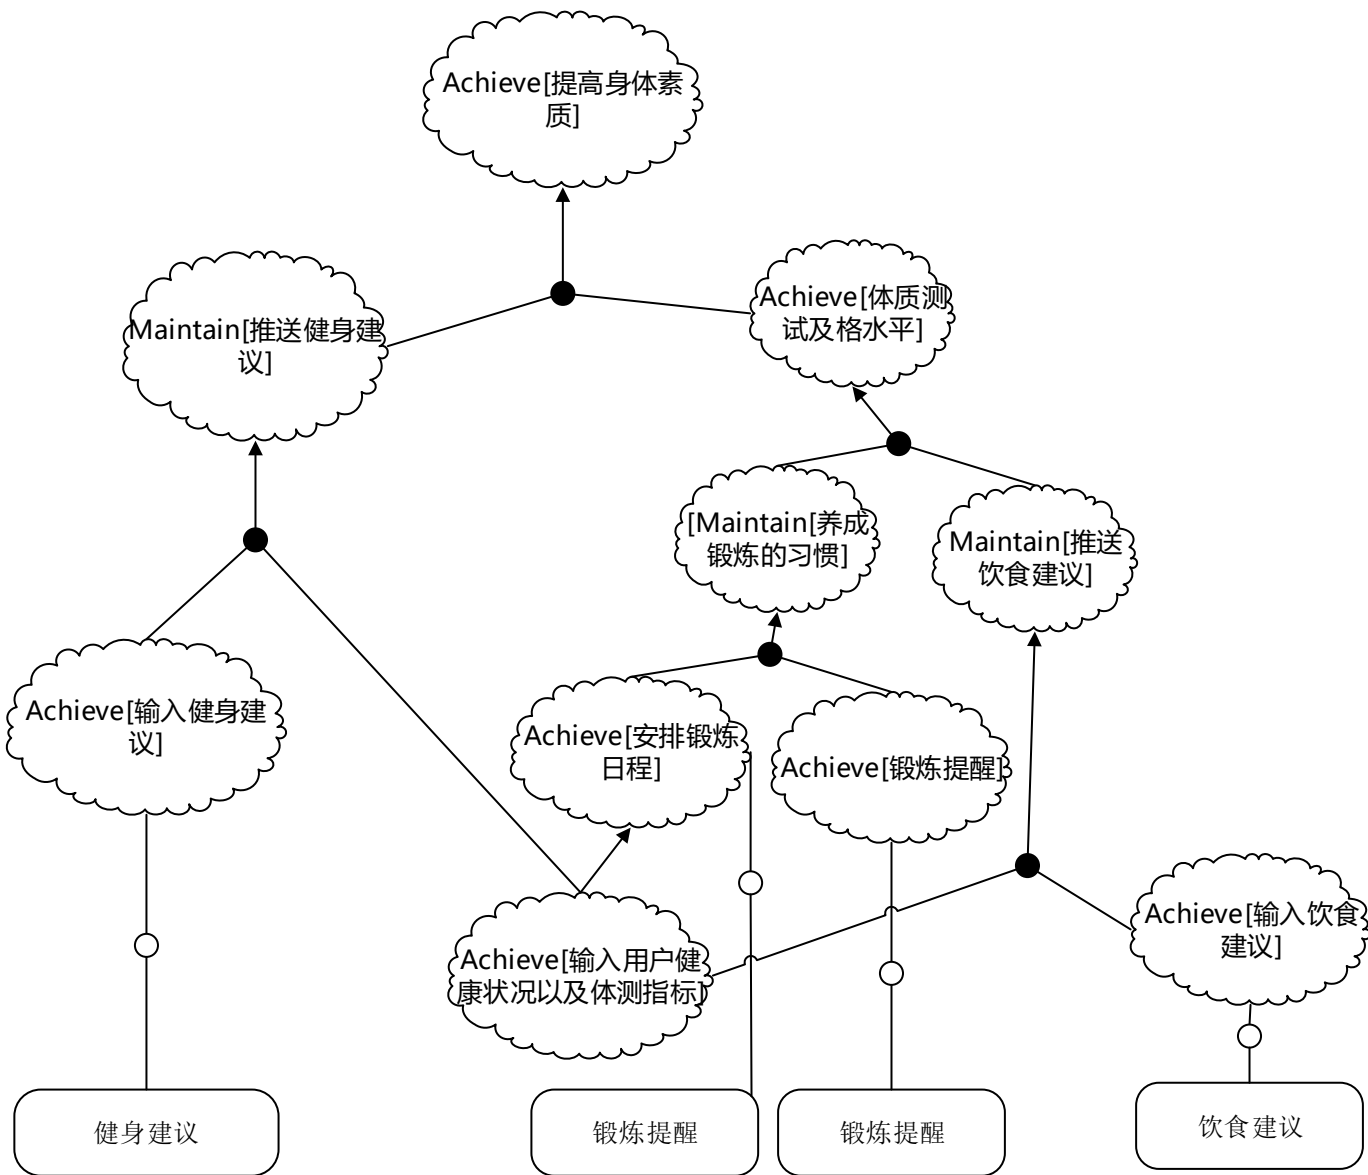 Achieve[提高身体素
质]
Maintain[推送健身建
议]
Achieve[体质测
试及格水平]
[Maintain[养成
锻炼的习惯]
Maintain[推送
饮食建议]
Achieve[输入健身建
议]
Achieve[安排锻炼
日程]
Achieve[锻炼提醒]
Achieve[输入用户健
康状况以及体测指标]
Achieve[输入饮食
建议]
健身建议
锻炼提醒
锻炼提醒
饮食建议